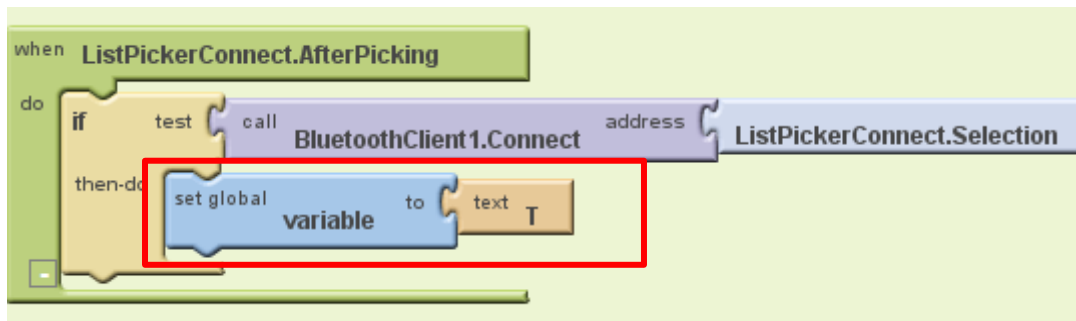 when ListPickerConnect.AfterPicking
do
if test call BluetoothClient1.Connect address ListPickerConnect.Selection
then-do set global variable to text T
-